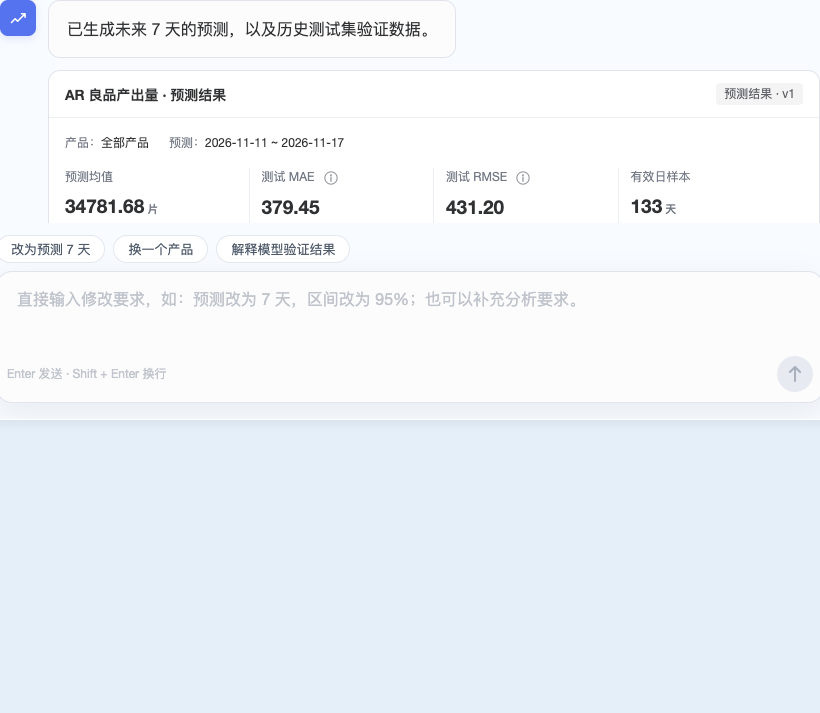 已生成未来 7 天的预测，以及历史测试集验证数据。
AR 良品产出量 · 预测结果 预测结果 · v1
产品： 全部产品 预测： 2026-11-11 ~ 2026-11-17
预测均值 测试 MAE 测试 RMSE 有效日样本
34781.68 片 379.45 431.20 133 天
改为预测 7 天 换一个产品 解释模型验证结果
直接输入修改要求，如：预测改为 7 天，区间改为 95%；也可以补充分析要求。
Enter 发送 · Shift + Enter 换行